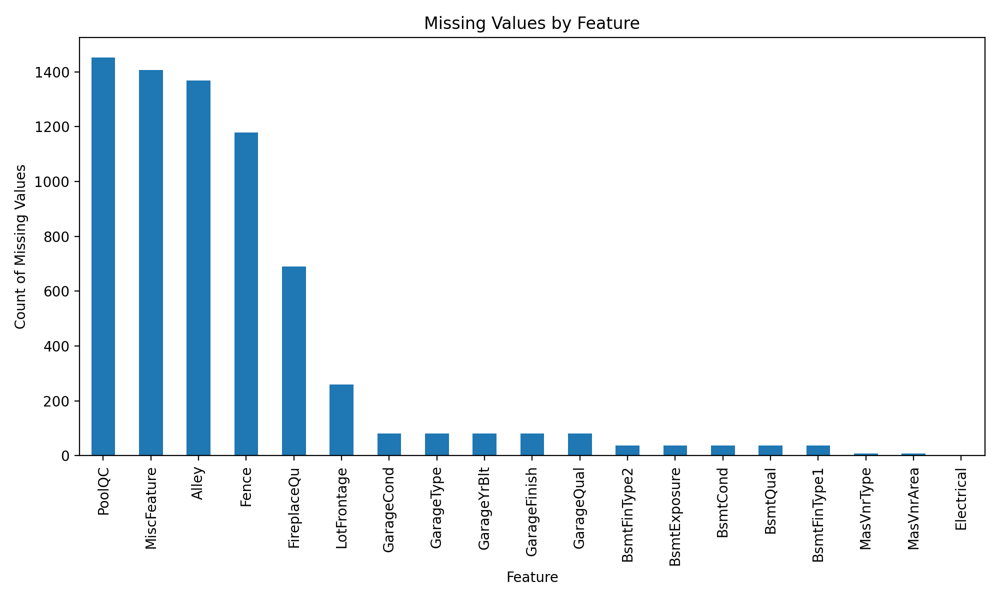 Missing Values by Feature
Count of Missing Values
1400
1200
1000
800
600
400
200
0
PoolQC
MiscFeature
Alley
Fence
FireplaceQu
LotFrontage
GarageCond
GarageType
GarageYrBlt
GarageFinish
GarageQual
BsmtFinType2
BsmtExposure
BsmtCond
BsmtQual
BsmtFinType1
MasVnrType
MasVnrArea
Electrical
Feature